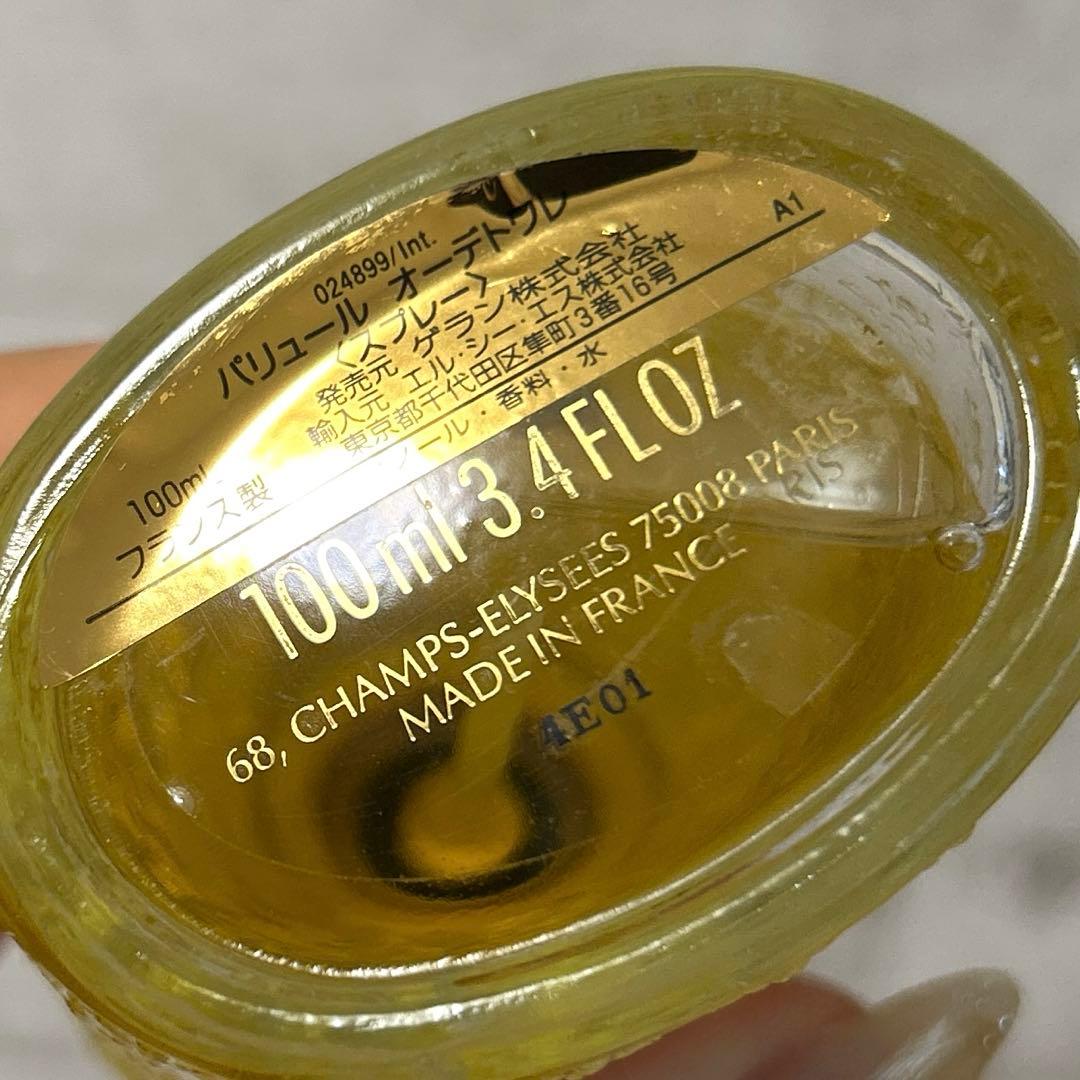 024899/Int.
パリュール オーデトワレ
〈スプレー〉
発売元 ゲラン株式会社
輸入元 エル・シー・エス株式会社
東京都千代田区隼町3番16号
100ml
ール・香料・水
フランス製
A1
100ml 3.4FLOZ
68, CHAMPS-ELYSEES 75008 PARIS
MADE IN FRANCE
4E01